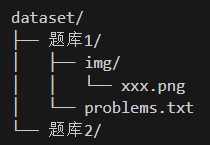 dataset/
├── 题库1/
│   ├── img/
│   │   └── xxx.png
│   └── problems.txt
└── 题库2/